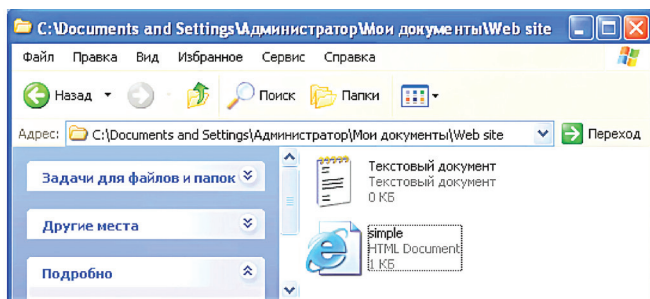 C:\Documents and Settings\Администратор\Мои документы\Web site
Файл Правка Вид Избранное Сервис Справка
Назад Поиск Папки
Адрес: C:\Documents and Settings\Администратор\Мои документы\Web site Переход
Задачи для файлов и папок
Другие места
Подробно
Текстовый документ
Текстовый документ
0 КБ
simple
HTML Document
1 КБ